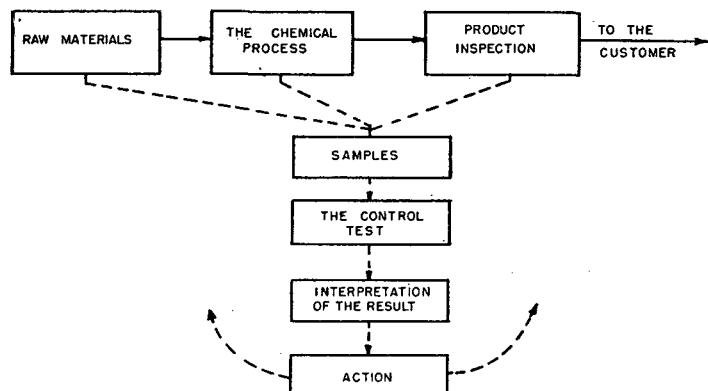 RAW MATERIALS
THE CHEMICAL
PROCESS
PRODUCT
INSPECTION
TO THE
CUSTOMER
SAMPLES
THE CONTROL
TEST
INTERPRETATION
OF THE RESULT
ACTION